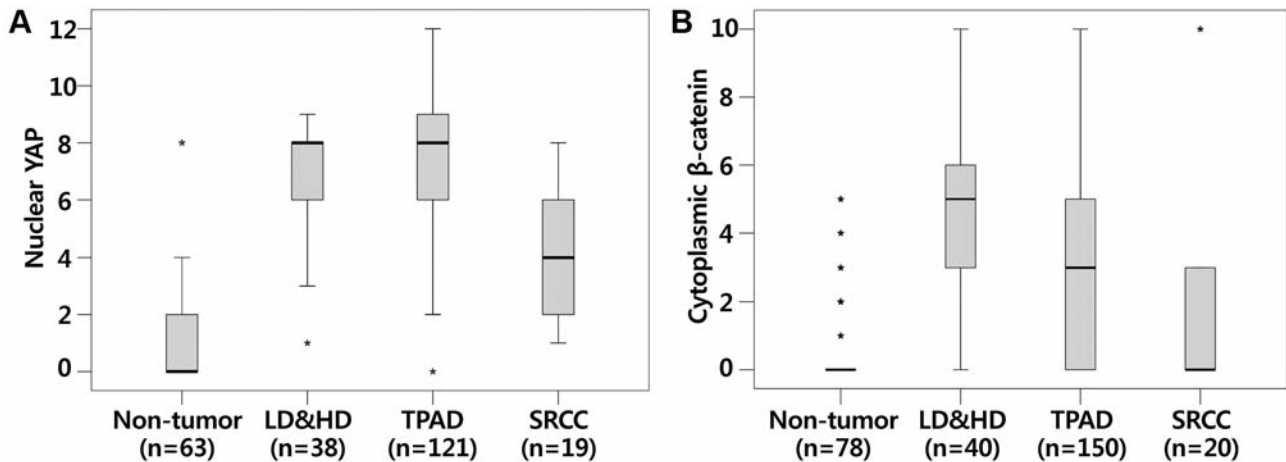 A
Nuclear YAP
12
10
8
6
4
2
0
Non-tumor LD&HD TPAD SRCC
(n=63) (n=38) (n=121) (n=19)
B
Cytoplasmic β-catenin
10
8
6
4
2
0
Non-tumor LD&HD TPAD SRCC
(n=78) (n=40) (n=150) (n=20)